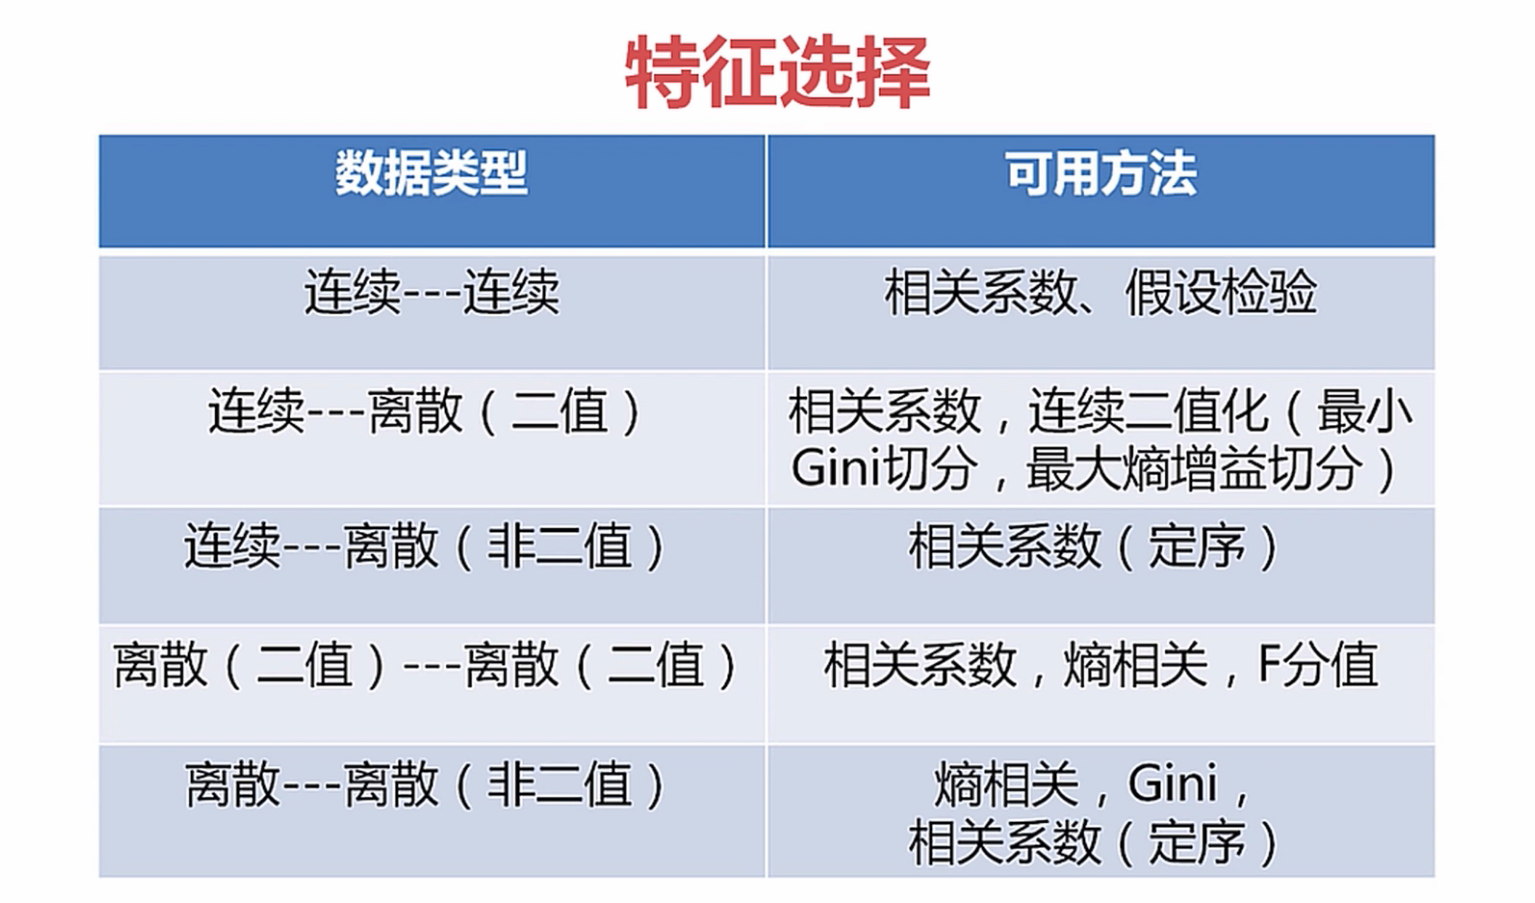 特征选择
数据类型
可用方法
连续---连续
相关系数、假设检验
连续---离散（二值）
相关系数，连续二值化（最小
Gini切分，最大熵增益切分）
连续---离散（非二值）
相关系数（定序）
离散（二值）---离散（二值）
相关系数，熵相关，F分值
离散---离散（非二值）
熵相关，Gini，
相关系数（定序）